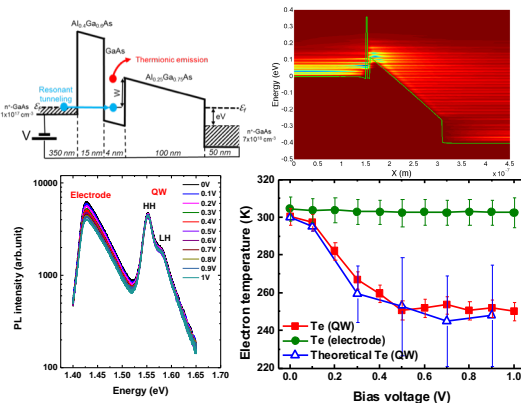 Al0.4Ga0.6As
GaAs
Thermionic emission
Al0.25Ga0.75As
Resonant
tunneling
W
n⁺-GaAs
1x10¹⁷ cm⁻³
Ef
Ef
eV
n⁺-GaAs
V
350 nm
15 nm
4 nm
100 nm
50 nm
Energy (eV)
0.4
0.3
0.2
0.1
0
-0.1
-0.2
-0.3
-0.4
-0.5
0
0.5
1
1.5
2
2.5
3
3.5
4
4.5
X (m)
x 10⁻⁷
PL intensity (arb.unit)
10000
1000
100
Electrode
QW
HH
LH
0V
0.1V
0.2V
0.3V
0.4V
0.5V
0.6V
0.7V
0.8V
0.9V
1V
1.40
1.45
1.50
1.55
1.60
1.65
1.70
Energy (eV)
Electron temperature (K)
320
300
280
260
240
220
Te (QW)
Te (electrode)
Theoretical Te (QW)
0.0
0.2
0.4
0.6
0.8
1.0
Bias voltage (V)